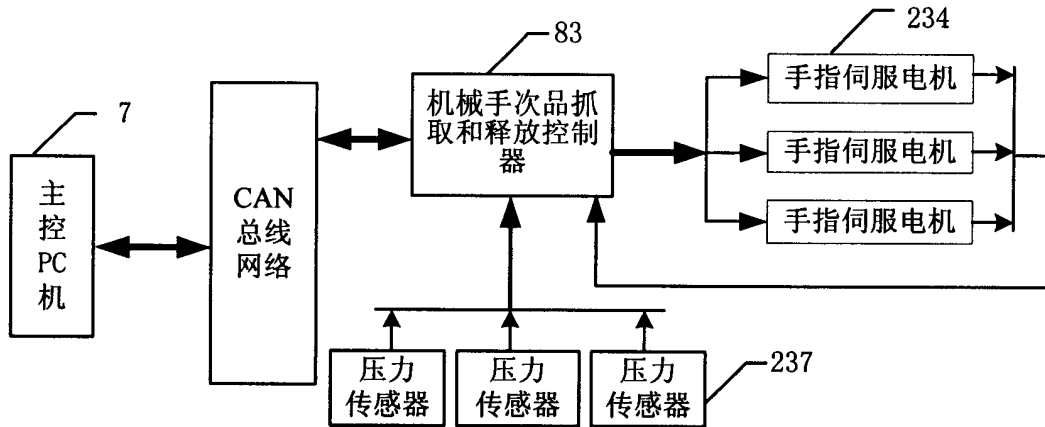 7
主
控
PC
机
CAN
总线
网络
83
机械手次品抓
取和释放控制
器
234
手指伺服电机
手指伺服电机
手指伺服电机
压力
传感器
压力
传感器
压力
传感器
237